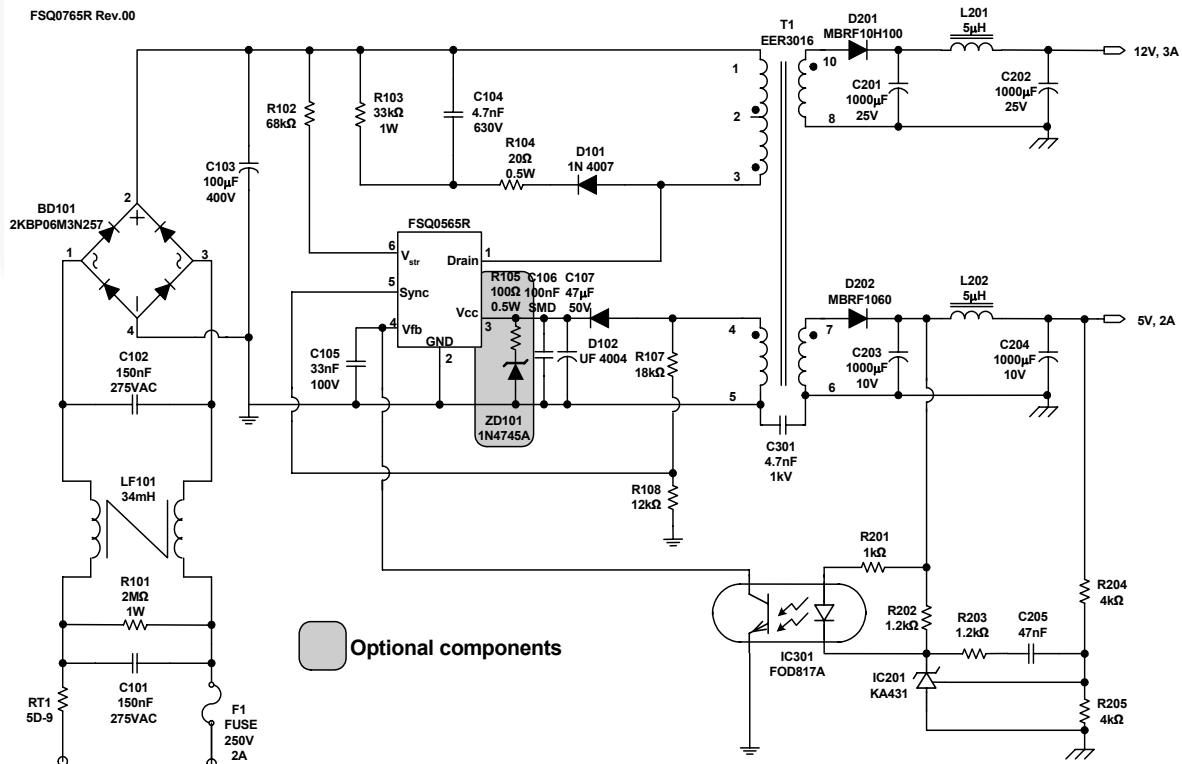 FSQ0765R Rev.00
T1
EER3016
D201
MBRF10H100
L201
5µH
12V, 3A
1
2
3
10
8
C201
1000µF
25V
C202
1000µF
25V
R102
68kΩ
R103
33kΩ
1W
C104
4.7nF
630V
R104
20Ω
0.5W
D101
1N 4007
C103
100µF
400V
BD101
2KBP06M3N257
2
1
3
4
FSQ0565R
6
Vstr
Drain
1
5
Sync
Vcc
3
4
Vfb
GND
2
R105
100Ω
0.5W
C106
100nF
SMD
C107
47µF
50V
D102
UF 4004
ZD101
1N4745A
C105
33nF
100V
R107
18kΩ
4
5
7
6
D202
MBRF1060
L202
5µH
5V, 2A
C203
1000µF
10V
C204
1000µF
10V
C301
4.7nF
1kV
C102
150nF
275VAC
LF101
34mH
R108
12kΩ
R101
2MΩ
1W
C101
150nF
275VAC
RT1
5D-9
F1
FUSE
250V
2A
Optional components
R201
1kΩ
R202
1.2kΩ
R203
1.2kΩ
C205
47nF
R204
4kΩ
IC301
FOD817A
IC201
KA431
R205
4kΩ